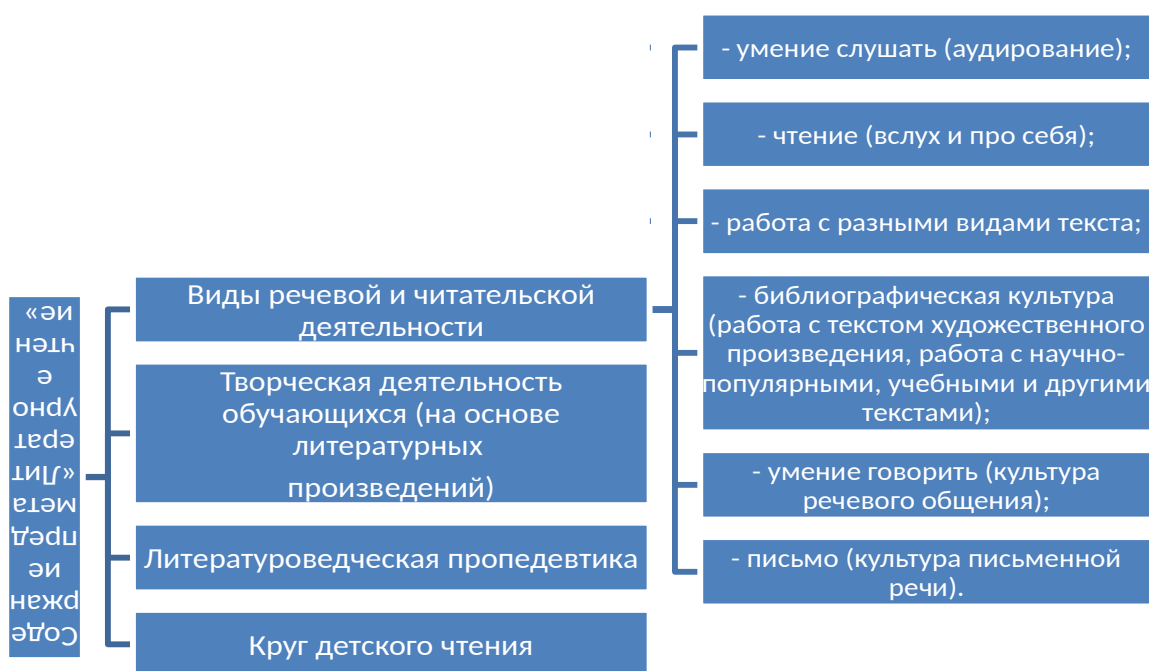 Соде
ржан
ие
пред
мета
«Лит
ерат
урно
е
чтен
ие»
Виды речевой и читательской
деятельности
Творческая деятельность
обучающихся (на основе
литературных
произведений)
Литературоведческая пропедевтика
Круг детского чтения
- умение слушать (аудирование);
- чтение (вслух и про себя);
- работа с разными видами текста;
- библиографическая культура
(работа с текстом художественного
произведения, работа с научно-
популярными, учебными и другими
текстами);
- умение говорить (культура
речевого общения);
- письмо (культура письменной
речи).